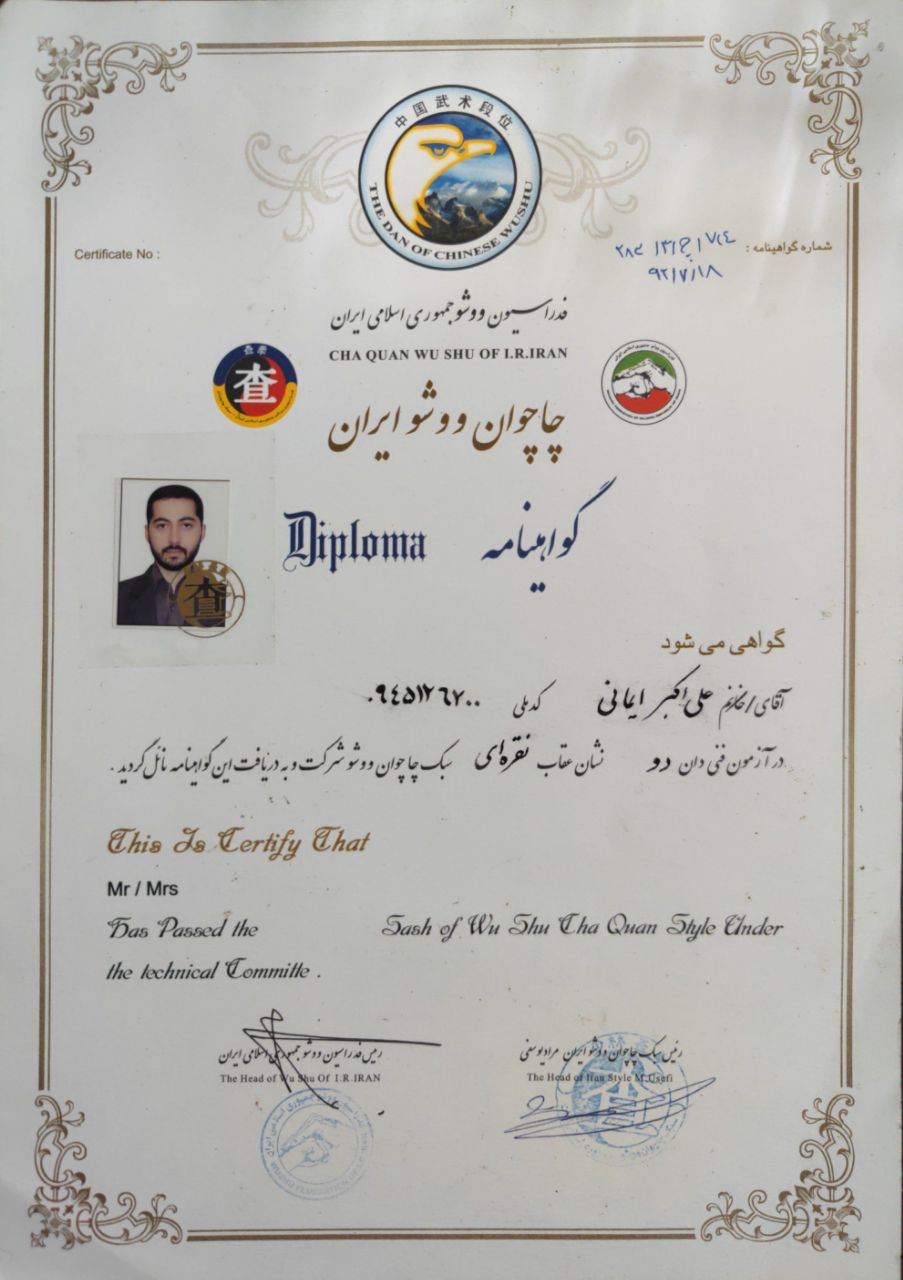 中国武术段位
THE DAN OF CHINESE WUSHU
Certificate No :
شماره گواهینامه :
۹۲/۷/۱۸
فدراسیون ووشو جمهوری اسلامی ایران
CHA QUAN WU SHU OF I.R.IRAN
查
چاچوان ووشو ایران
Diploma گواهینامه
查
گواهی می شود
آقای/خانم علی اکبر ایمانی کد ملی ۰۹۴۵۱۲۶۷۰۰
در آزمون فنی دان دو نشان عقاب نقره‌ای سبک چاچوان ووشو شرکت و به دریافت این گواهینامه نائل گردید .
This Is Certify That
Mr / Mrs
Has Passed the Sash of Wu Shu Cha Quan Style Under
the technical Committe .
رئیس فدراسیون ووشو جمهوری اسلامی ایران
The Head of Wu Shu Of I.R.IRAN
رئیس سبک چاچوان ووشو ایران مراد یوسفی
The Head of Style M.Usefi